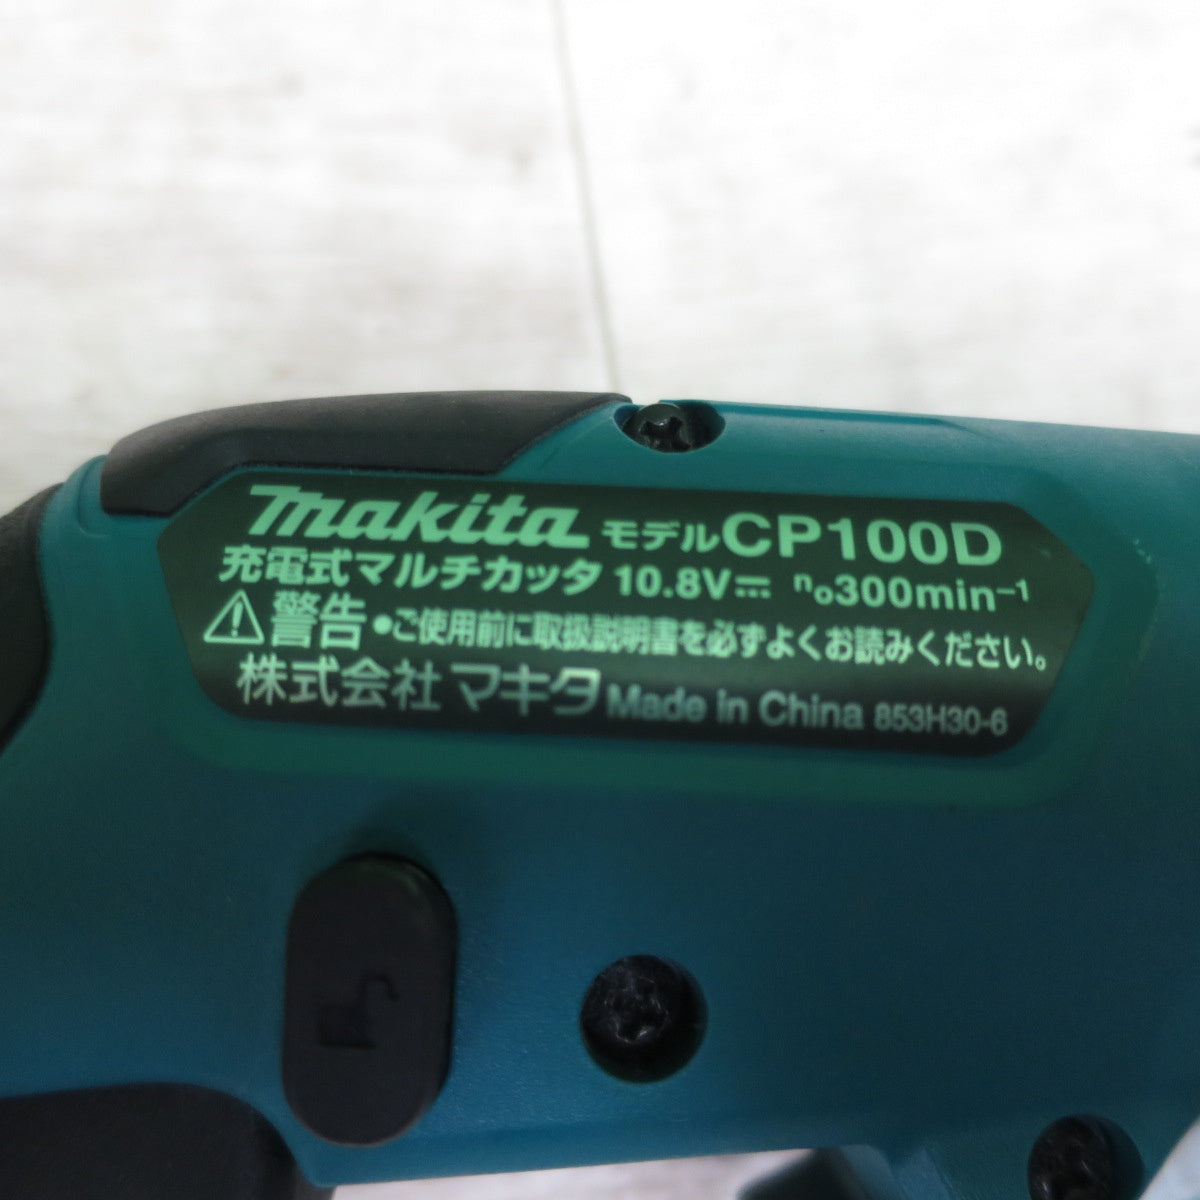 makita モデルCP100D
充電式マルチカッタ 10.8V⎓ n₀300min⁻¹
⚠警告 •ご使用前に取扱説明書を必ずよくお読みください。
株式会社マキタ Made in China 853H30-6